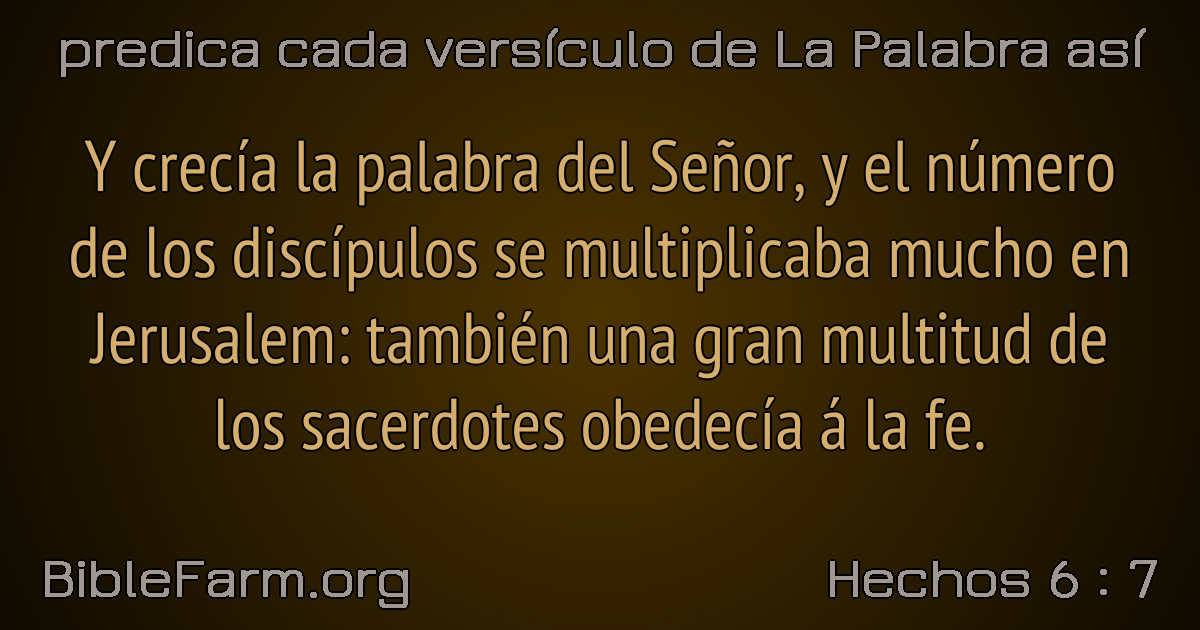 predica cada versículo de La Palabra así
Y crecía la palabra del Señor, y el número
de los discípulos se multiplicaba mucho en
Jerusalem: también una gran multitud de
los sacerdotes obedecía á la fe.
BibleFarm.org
Hechos 6 : 7